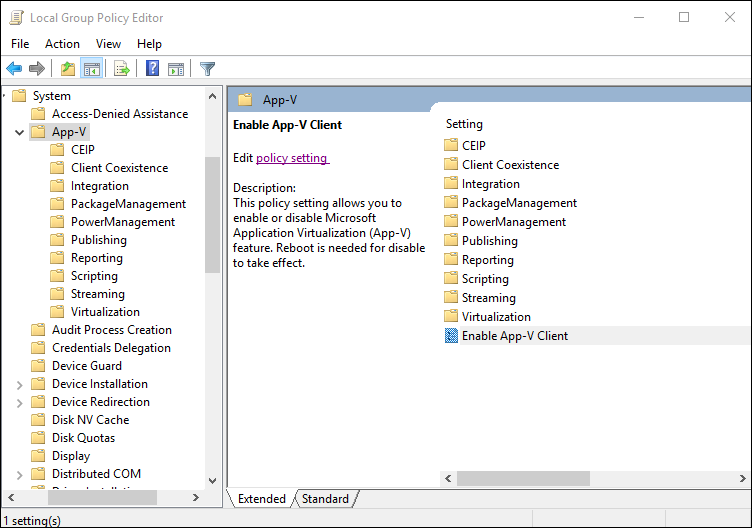 Local Group Policy Editor
File Action View Help
System
Access-Denied Assistance
App-V
CEIP
Client Coexistence
Integration
PackageManagement
PowerManagement
Publishing
Reporting
Scripting
Streaming
Virtualization
Audit Process Creation
Credentials Delegation
Device Guard
Device Installation
Device Redirection
Disk NV Cache
Disk Quotas
Display
Distributed COM
App-V
Enable App-V Client
Edit policy setting
Description:
This policy setting allows you to
enable or disable Microsoft
Application Virtualization (App-V)
feature. Reboot is needed for disable
to take effect.
Setting
CEIP
Client Coexistence
Integration
PackageManagement
PowerManagement
Publishing
Reporting
Scripting
Streaming
Virtualization
Enable App-V Client
Extended Standard
1 setting(s)